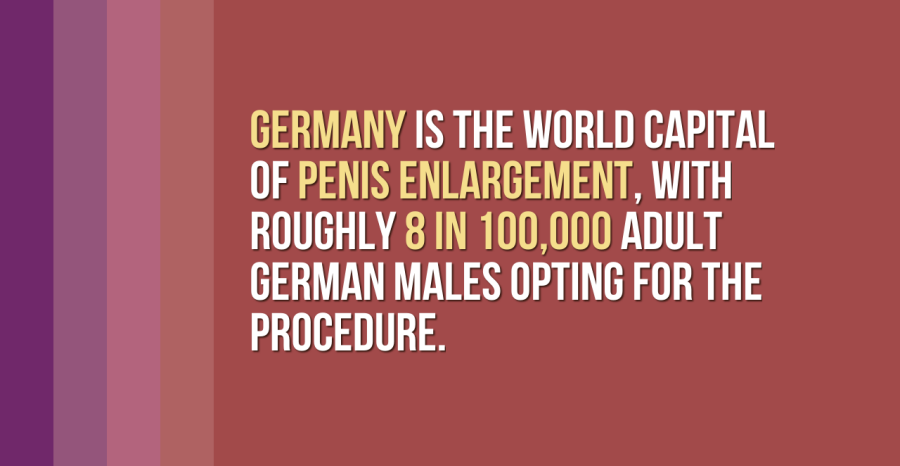 GERMANY IS THE WORLD CAPITAL
OF PENIS ENLARGEMENT, WITH
ROUGHLY 8 IN 100,000 ADULT
GERMAN MALES OPTING FOR THE
PROCEDURE.